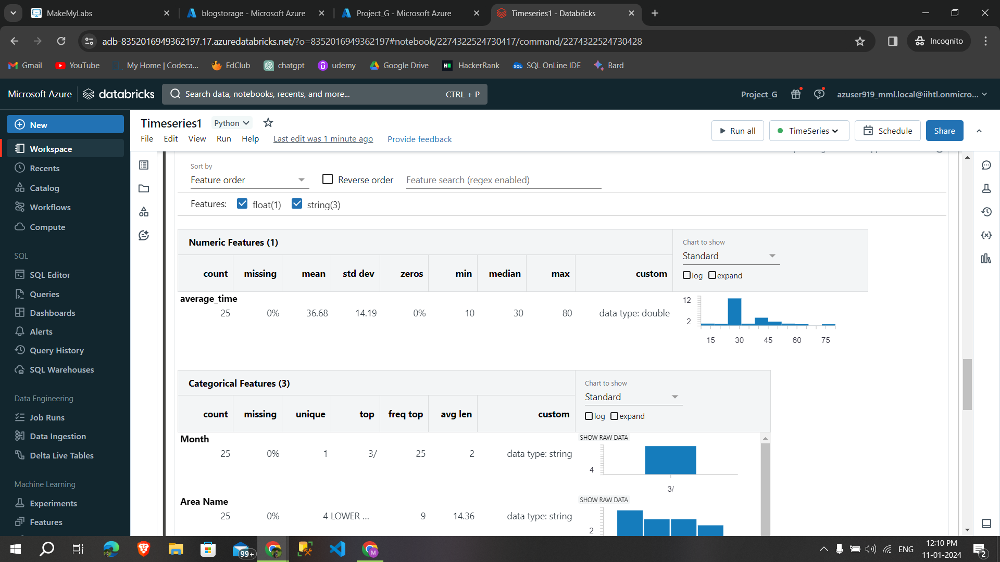 MakeMyLabs
blogstorage - Microsoft Azure
Project_G - Microsoft Azure
Timeseries1 - Databricks
adb-8352016949362197.17.azuredatabricks.net/?o=8352016949362197#notebook/2274322524730417/command/2274322524730428
Incognito
Gmail
YouTube
My Home | Codeca...
EdClub
chatgpt
udemy
Google Drive
HackerRank
SQL OnLine IDE
Bard
Microsoft Azure
databricks
Search data, notebooks, recents, and more...
CTRL + P
Project_G
azuser919_mml.local@iihtl.onmicro...
New
Workspace
Recents
Catalog
Workflows
Compute
SQL
SQL Editor
Queries
Dashboards
Alerts
Query History
SQL Warehouses
Data Engineering
Job Runs
Data Ingestion
Delta Live Tables
Machine Learning
Experiments
Features
Timeseries1
Python
File Edit View Run Help
Last edit was 1 minute ago
Provide feedback
Run all
TimeSeries
Schedule
Share
Sort by
Feature order
Reverse order
Feature search (regex enabled)
Features:
float(1)
string(3)
Numeric Features (1)
Chart to show
Standard
log expand
count missing mean std dev zeros min median max custom
average_time
25 0% 36.68 14.19 0% 10 30 80 data type: double
12
2
15 30 45 60 75
Categorical Features (3)
Chart to show
Standard
log expand
count missing unique top freq top avg len custom
Month
25 0% 1 3/ 25 2 data type: string
SHOW RAW DATA
4
3/
Area Name
25 0% 4 LOWER ... 9 14.36 data type: string
SHOW RAW DATA
2
99+
M
ENG
12:10 PM
11-01-2024
2